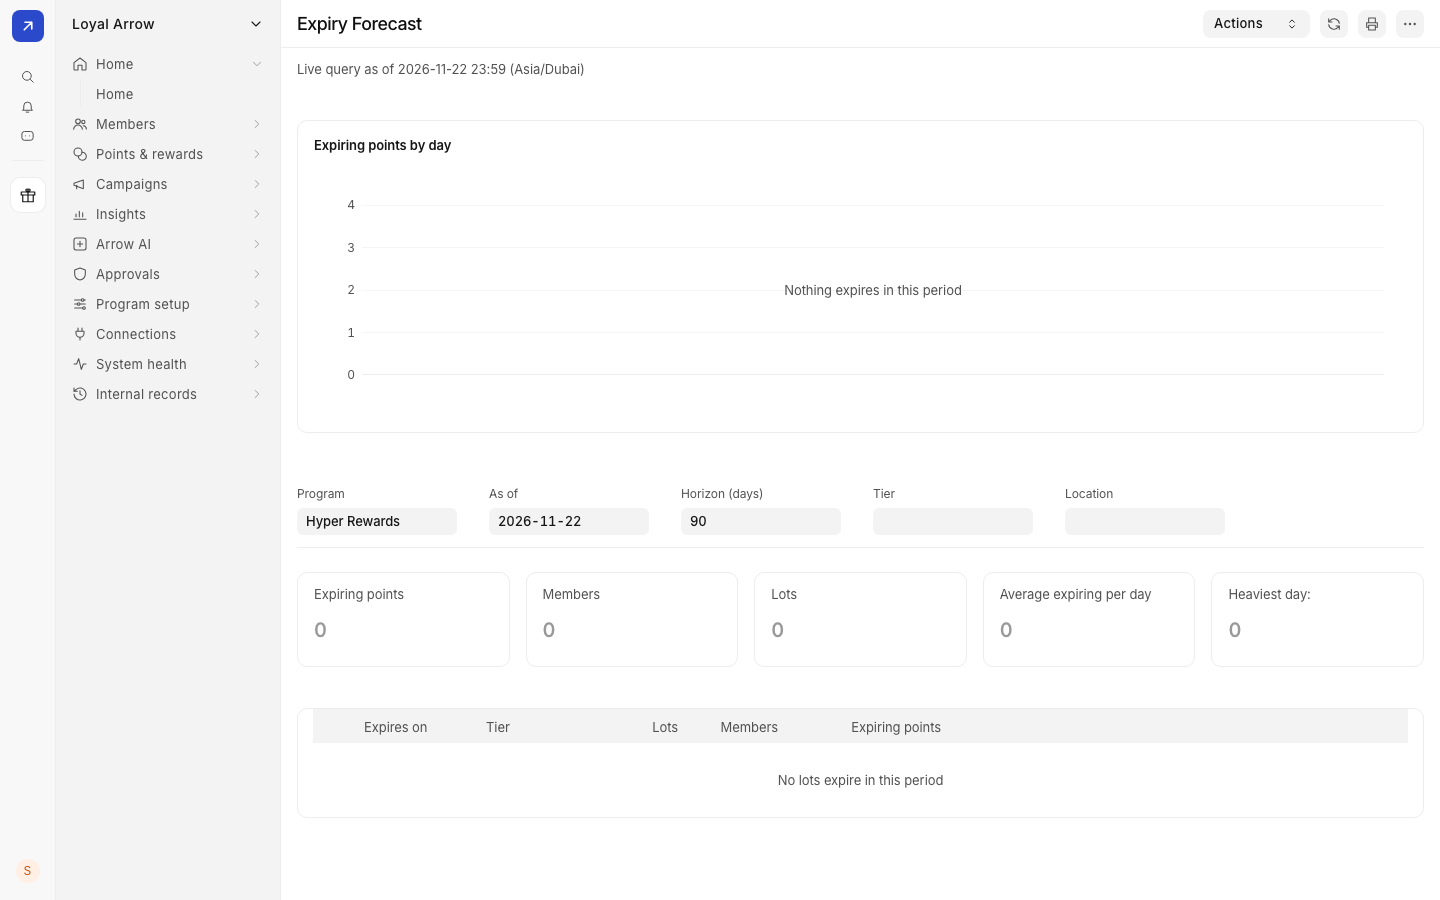 Loyal Arrow
Home
Home
Members
Points & rewards
Campaigns
Insights
Arrow AI
Approvals
Program setup
Connections
System health
Internal records
S
Expiry Forecast
Actions
Live query as of 2026-11-22 23:59 (Asia/Dubai)
Expiring points by day
4
3
2
1
0
Nothing expires in this period
Program
As of
Horizon (days)
Tier
Location
Hyper Rewards
2026-11-22
90
Expiring points
Members
Lots
Average expiring per day
Heaviest day:
0
0
0
0
0
Expires on
Tier
Lots
Members
Expiring points
No lots expire in this period